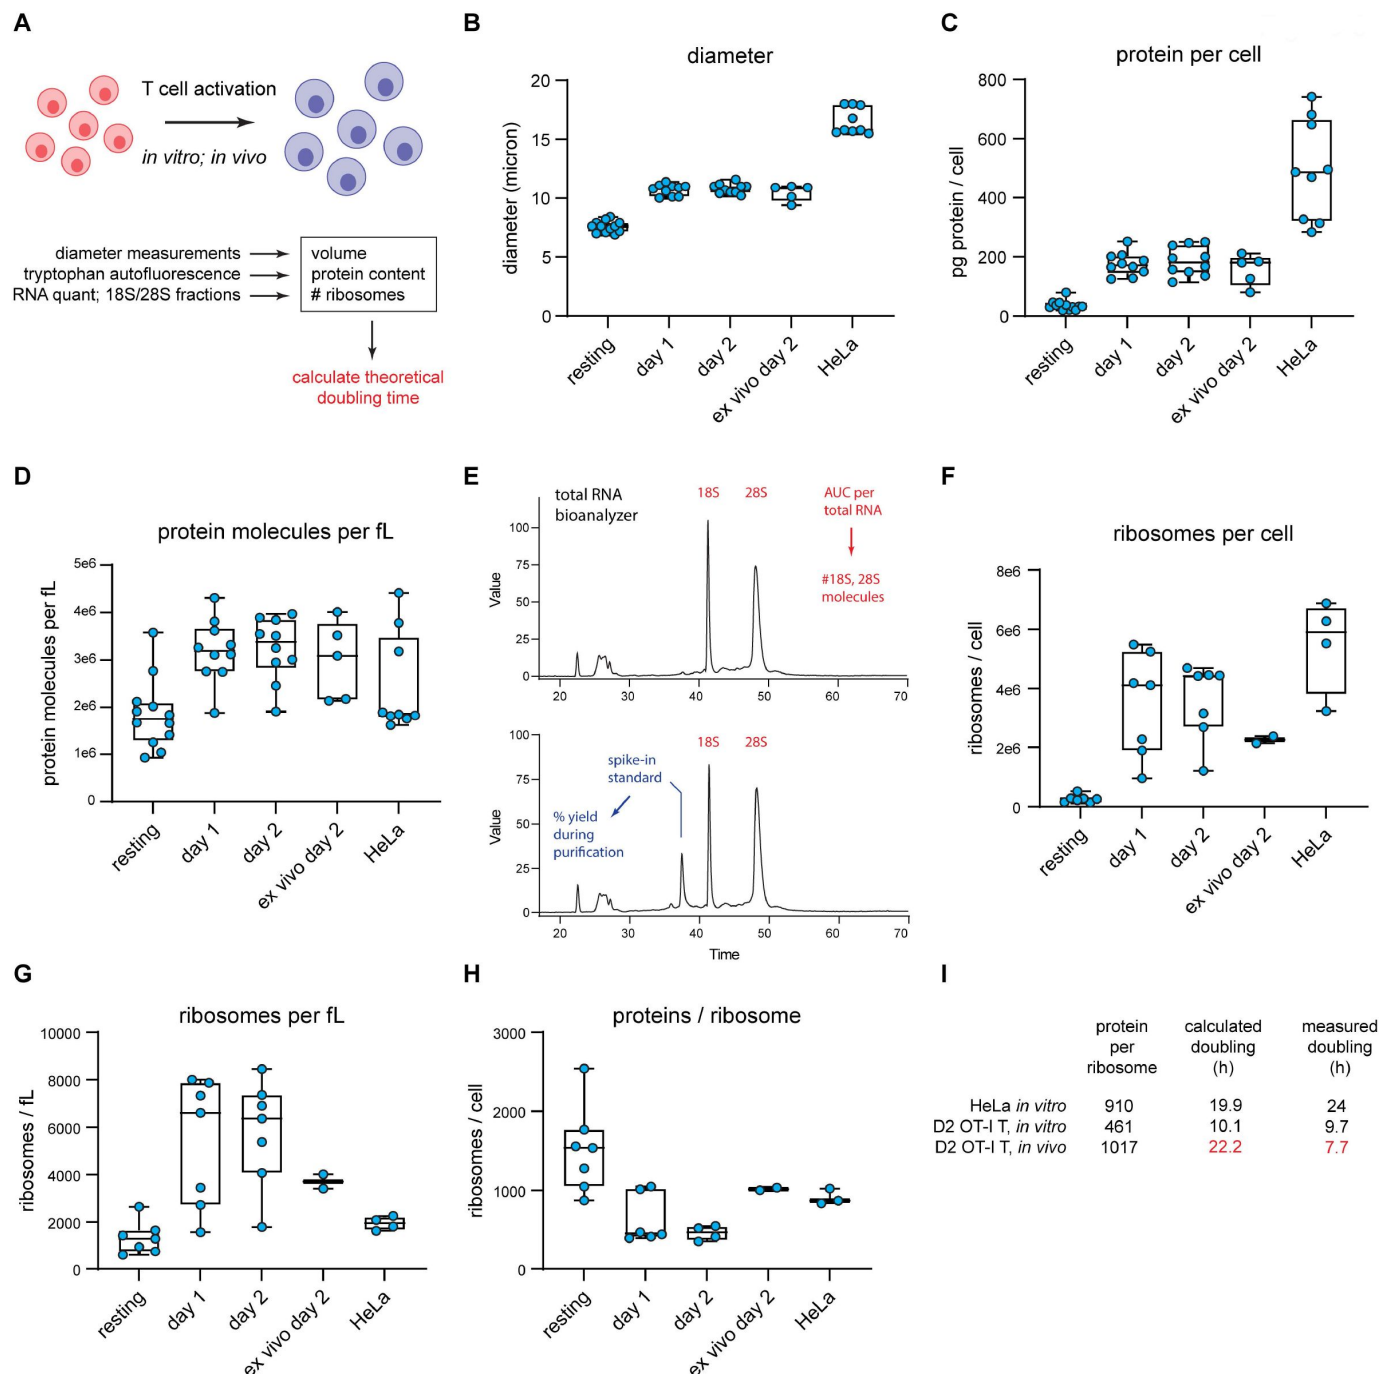 A
T cell activation
in vitro; in vivo
diameter measurements
tryptophan autofluorescence
RNA quant; 18S/28S fractions
volume
protein content
# ribosomes
calculate theoretical
doubling time
B
diameter
diameter (micron)
20
15
10
5
0
resting
day 1
day 2
ex vivo day 2
HeLa
C
protein per cell
pg protein / cell
800
600
400
200
0
resting
day 1
day 2
ex vivo day 2
HeLa
D
protein molecules per fL
protein molecules per fL
5e6
4e6
3e6
2e6
1e6
0
resting
day 1
day 2
ex vivo day 2
HeLa
E
total RNA
bioanalyzer
18S
28S
AUC per
total RNA
#18S, 28S
molecules
Value
100
75
50
25
0
20
30
40
50
60
70
18S
28S
spike-in
standard
% yield
during
purification
Value
100
75
50
25
0
20
30
40
50
60
70
Time
F
ribosomes per cell
ribosomes / cell
8e6
6e6
4e6
2e6
0
resting
day 1
day 2
ex vivo day 2
HeLa
G
ribosomes per fL
ribosomes / fL
10000
8000
6000
4000
2000
0
resting
day 1
day 2
ex vivo day 2
HeLa
H
proteins / ribosome
ribosomes / cell
3000
2000
1000
0
resting
day 1
day 2
ex vivo day 2
HeLa
I
protein
per
ribosome
calculated
doubling
(h)
measured
doubling
(h)
HeLa in vitro 910 19.9 24
D2 OT-I T, in vitro 461 10.1 9.7
D2 OT-I T, in vivo 1017 22.2 7.7